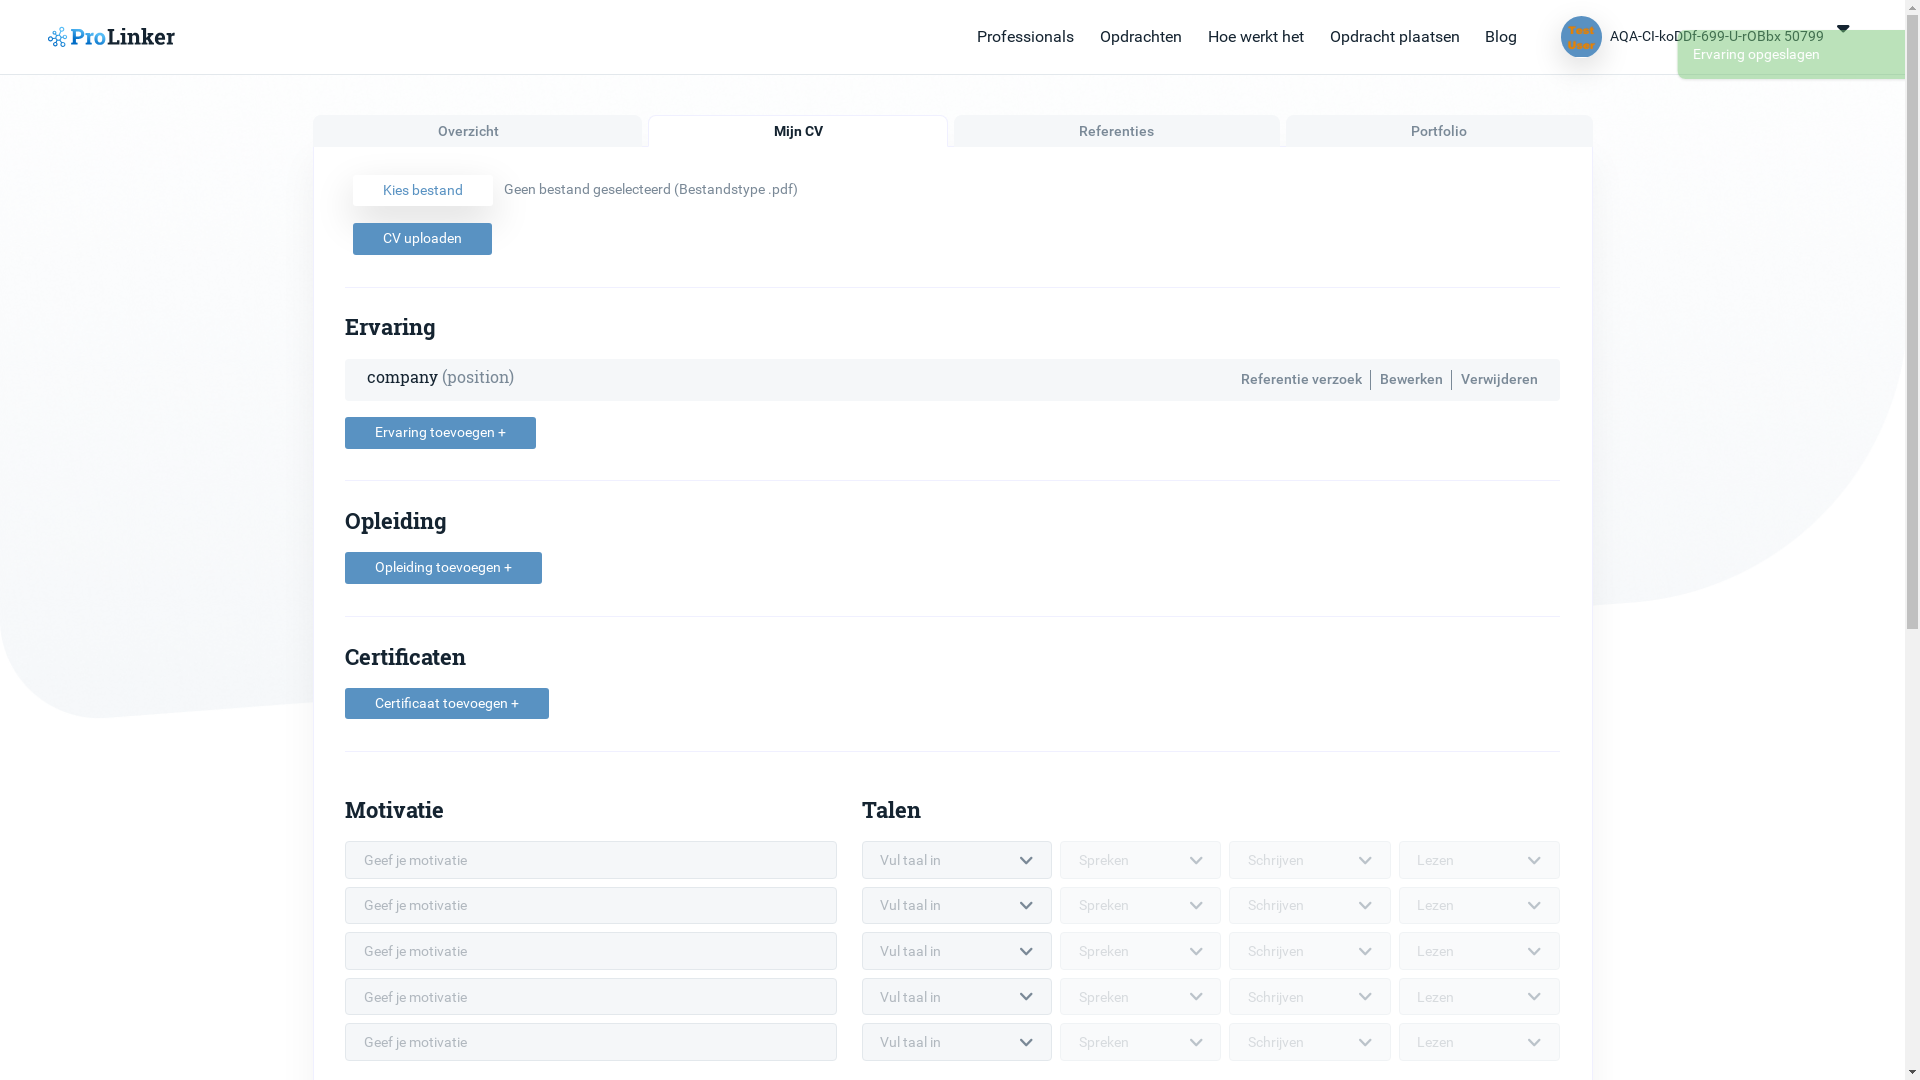 ProLinker
Professionals Opdrachten Hoe werkt het Opdracht plaatsen Blog
Test User
AQA-CI-koDDf-699-U-rOBbx 50799
Ervaring opgeslagen
Overzicht Mijn CV Referenties Portfolio
Kies bestand Geen bestand geselecteerd (Bestandstype .pdf)
CV uploaden
Ervaring
company (position) Referentie verzoek Bewerken Verwijderen
Ervaring toevoegen +
Opleiding
Opleiding toevoegen +
Certificaten
Certificaat toevoegen +
Motivatie Talen
Geef je motivatie Vul taal in Spreken Schrijven Lezen
Geef je motivatie Vul taal in Spreken Schrijven Lezen
Geef je motivatie Vul taal in Spreken Schrijven Lezen
Geef je motivatie Vul taal in Spreken Schrijven Lezen
Geef je motivatie Vul taal in Spreken Schrijven Lezen